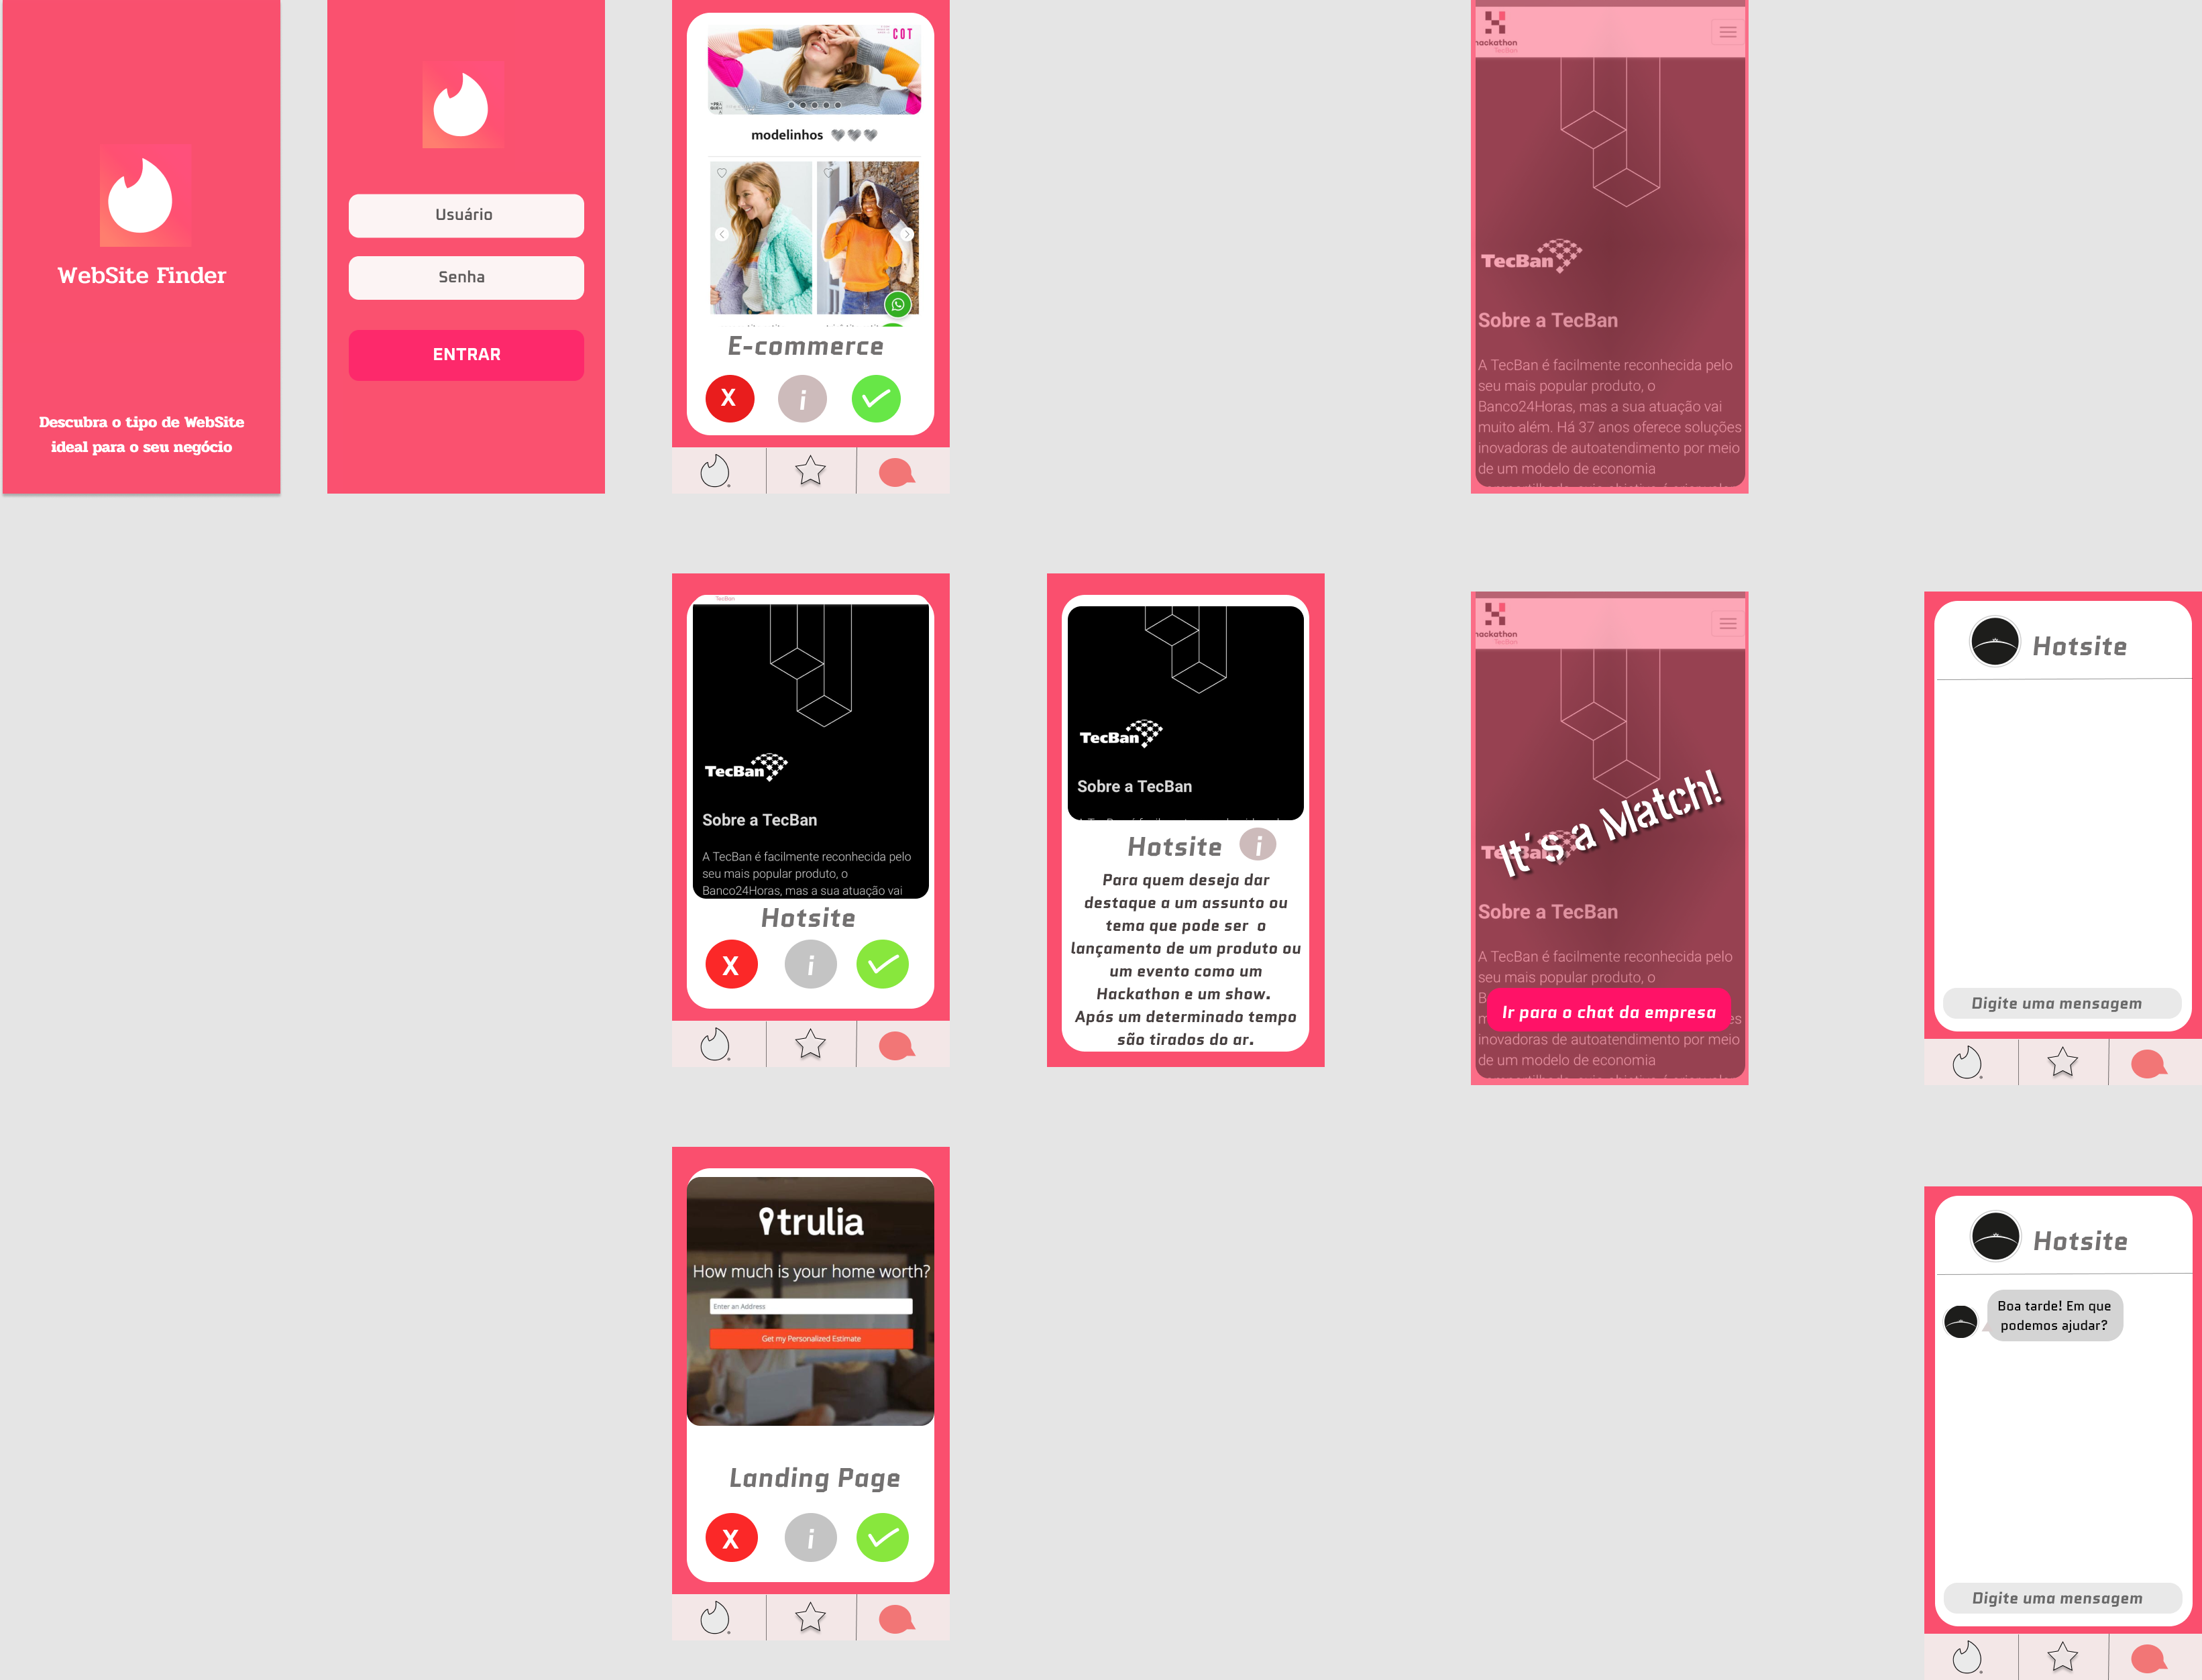 WebSite Finder
Descubra o tipo de WebSite
ideal para o seu negócio
Usuário
Senha
ENTRAR
COT
modelinhos
E-commerce
X
i
hackathon
TecBan
TecBan
Sobre a TecBan
A TecBan é facilmente reconhecida pelo
seu mais popular produto, o
Banco24Horas, mas a sua atuação vai
muito além. Há 37 anos oferece soluções
inovadoras de autoatendimento por meio
de um modelo de economia
TecBan
TecBan
Sobre a TecBan
A TecBan é facilmente reconhecida pelo
seu mais popular produto, o
Banco24Horas, mas a sua atuação vai
Hotsite
X
i
TecBan
Sobre a TecBan
Hotsite
i
Para quem deseja dar
destaque a um assunto ou
tema que pode ser o
lançamento de um produto ou
um evento como um
Hackathon e um show.
Após um determinado tempo
são tirados do ar.
hackathon
TecBan
It´s a Match!
TecBan
Sobre a TecBan
A TecBan é facilmente reconhecida pelo
seu mais popular produto, o
Ir para o chat da empresa
inovadoras de autoatendimento por meio
de um modelo de economia
Hotsite
Digite uma mensagem
trulia
How much is your home worth?
Enter an Address
Get my Personalized Estimate
Landing Page
X
i
Hotsite
Boa tarde! Em que
podemos ajudar?
Digite uma mensagem